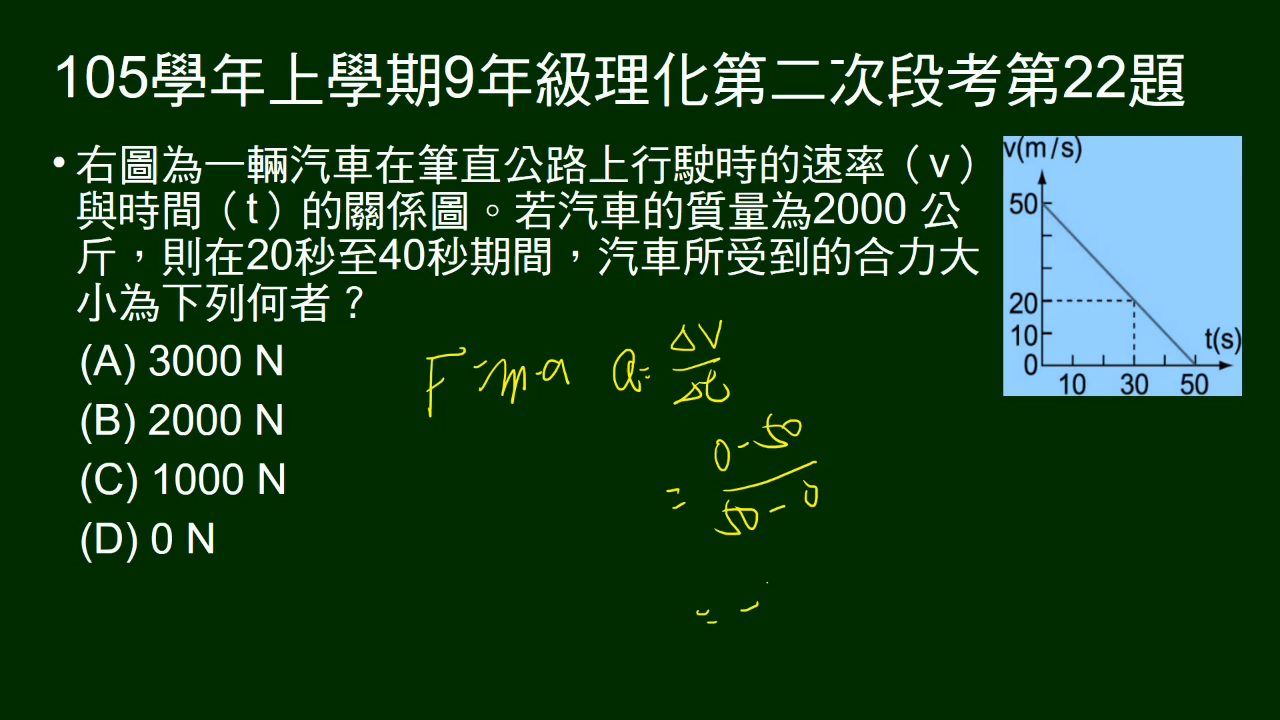 105學年上學期9年級理化第二次段考第22題
• 右圖為一輛汽車在筆直公路上行駛時的速率（v）
與時間（t）的關係圖。若汽車的質量為2000 公
斤，則在20秒至40秒期間，汽車所受到的合力大
小為下列何者？
(A) 3000 N
(B) 2000 N
(C) 1000 N
(D) 0 N
F=m·a a=ΔV/Δt
= 0-50/50-0
= -
v(m/s)
50
20
10
0
t(s)
10 30 50